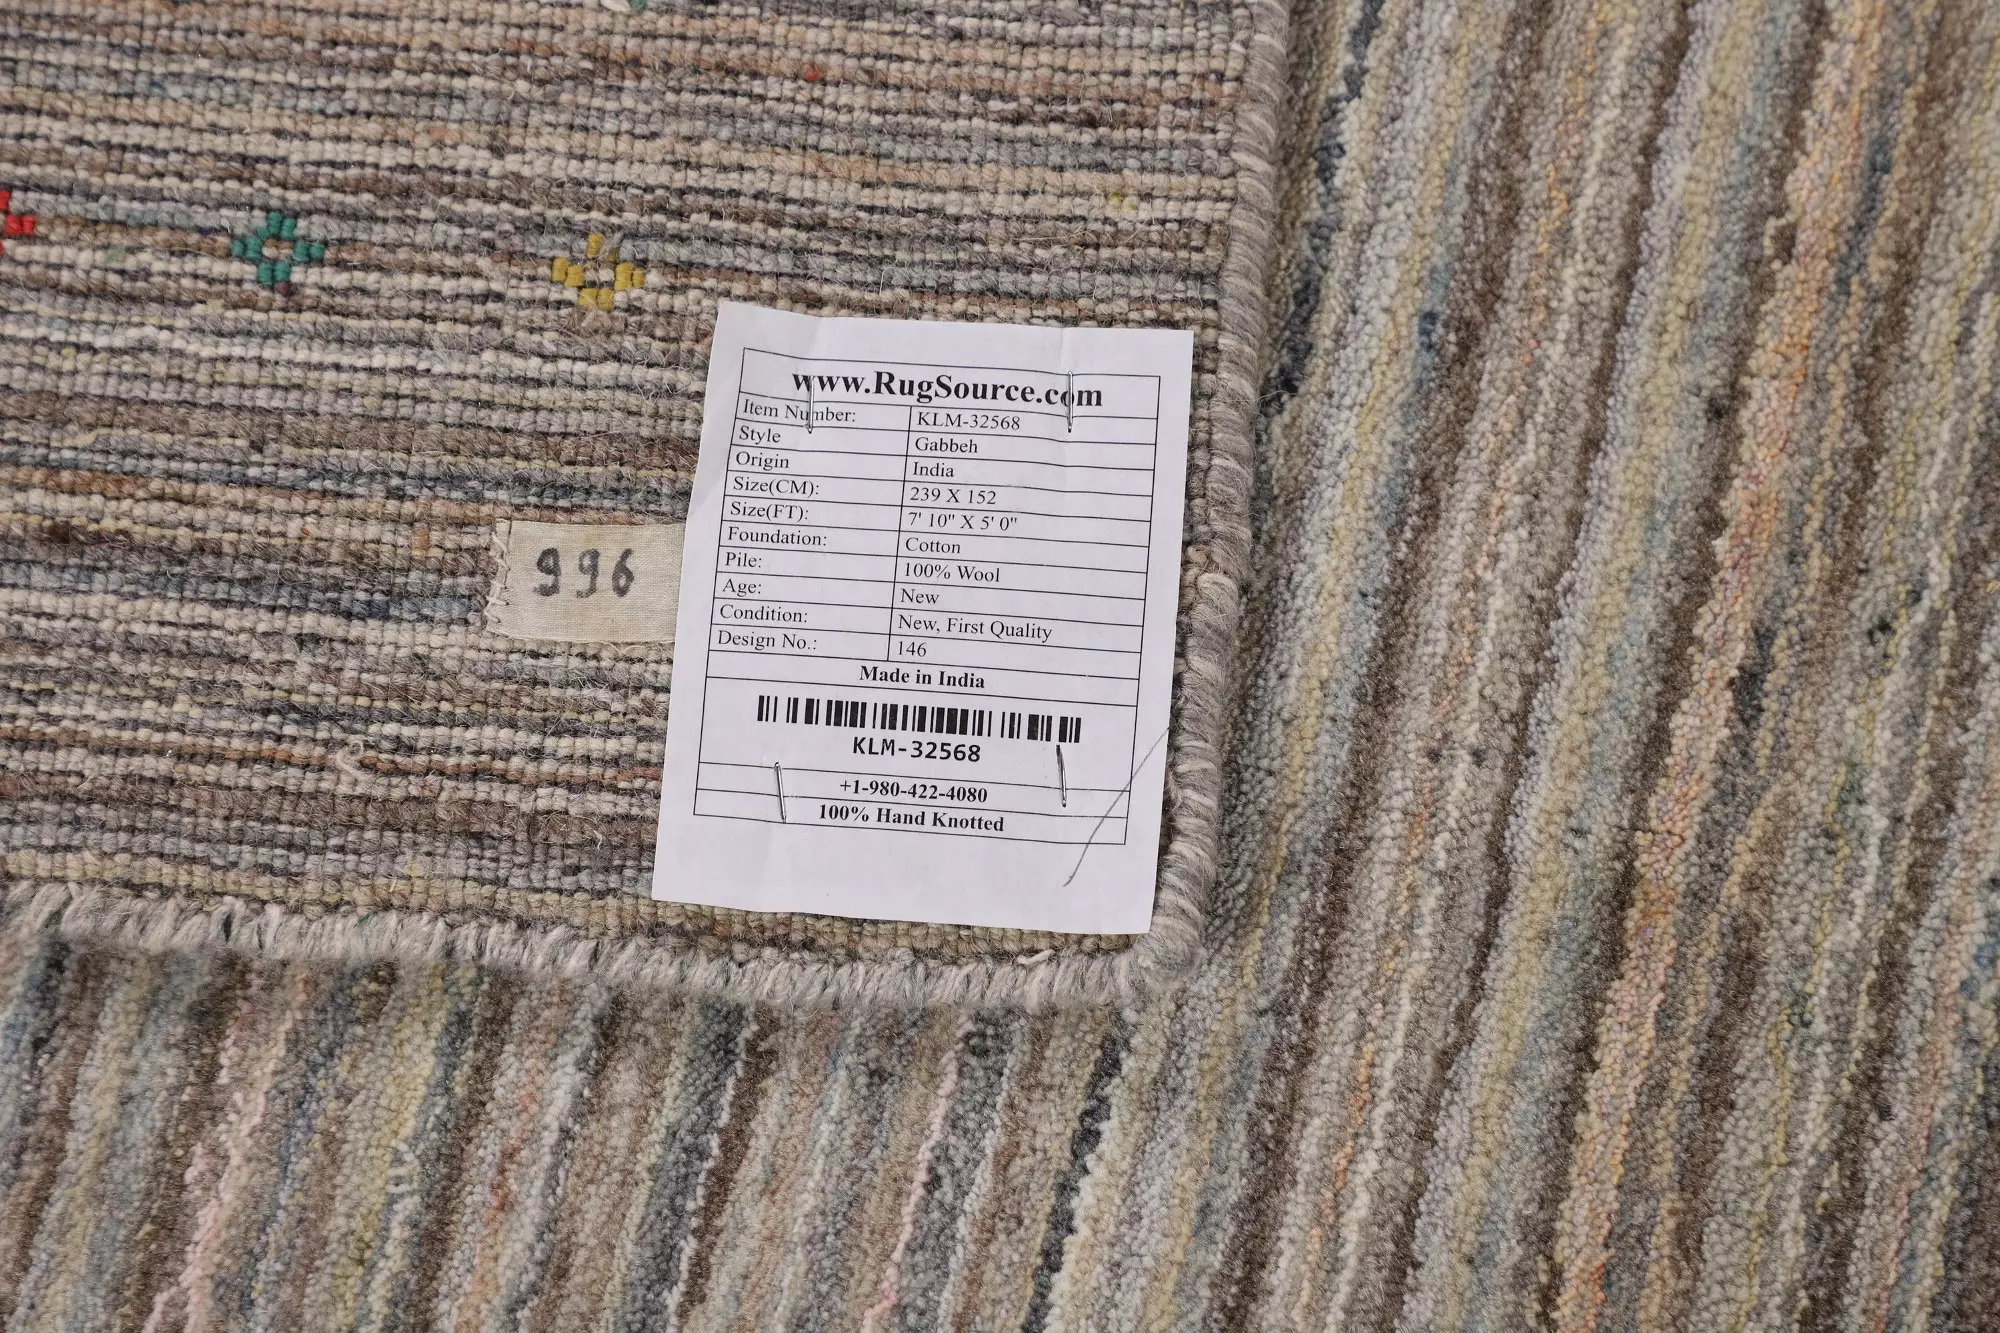 www.RugSource.com
Item Number: KLM-32568
Style Gabbeh
Origin India
Size(CM): 239 X 152
Size(FT): 7' 10" X 5' 0"
Foundation: Cotton
Pile: 100% Wool
Age: New
Condition: New, First Quality
Design No.: 146
Made in India
KLM-32568
+1-980-422-4080
100% Hand Knotted
996